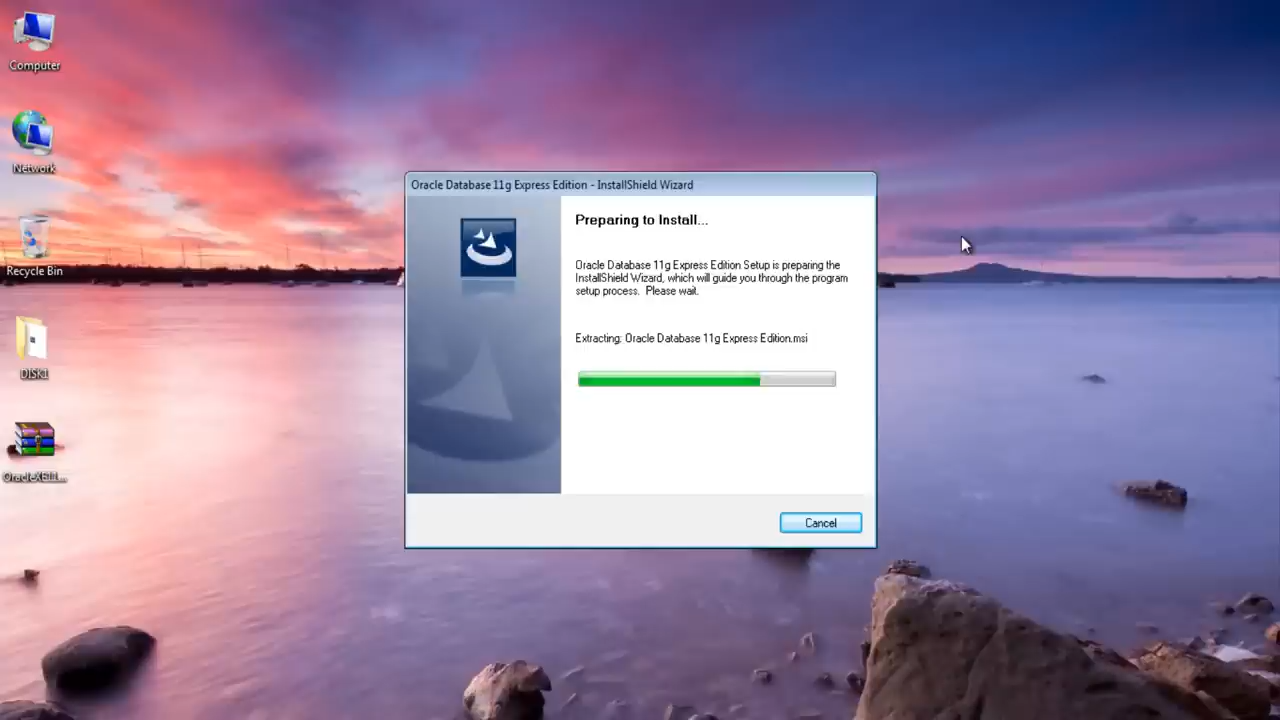 Computer
Network
Recycle Bin
DISK1
OracleXE11...
Oracle Database 11g Express Edition - InstallShield Wizard
Preparing to Install...
Oracle Database 11g Express Edition Setup is preparing the
InstallShield Wizard, which will guide you through the program
setup process. Please wait.
Extracting: Oracle Database 11g Express Edition.msi
Cancel